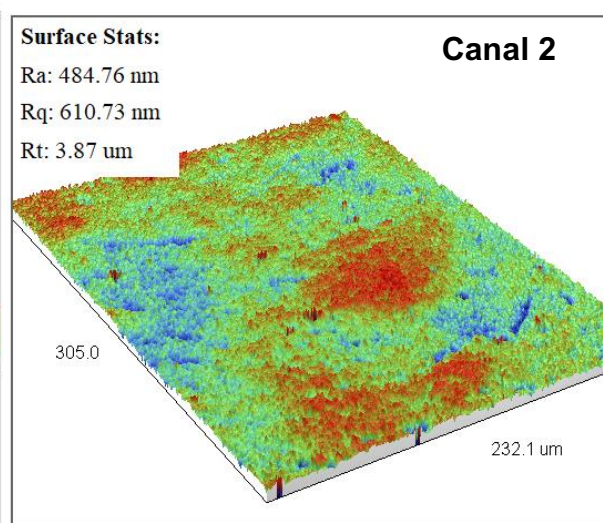 Surface Stats:
Canal 2
Ra: 484.76 nm
Rq: 610.73 nm
Rt: 3.87 um
305.0
232.1 um